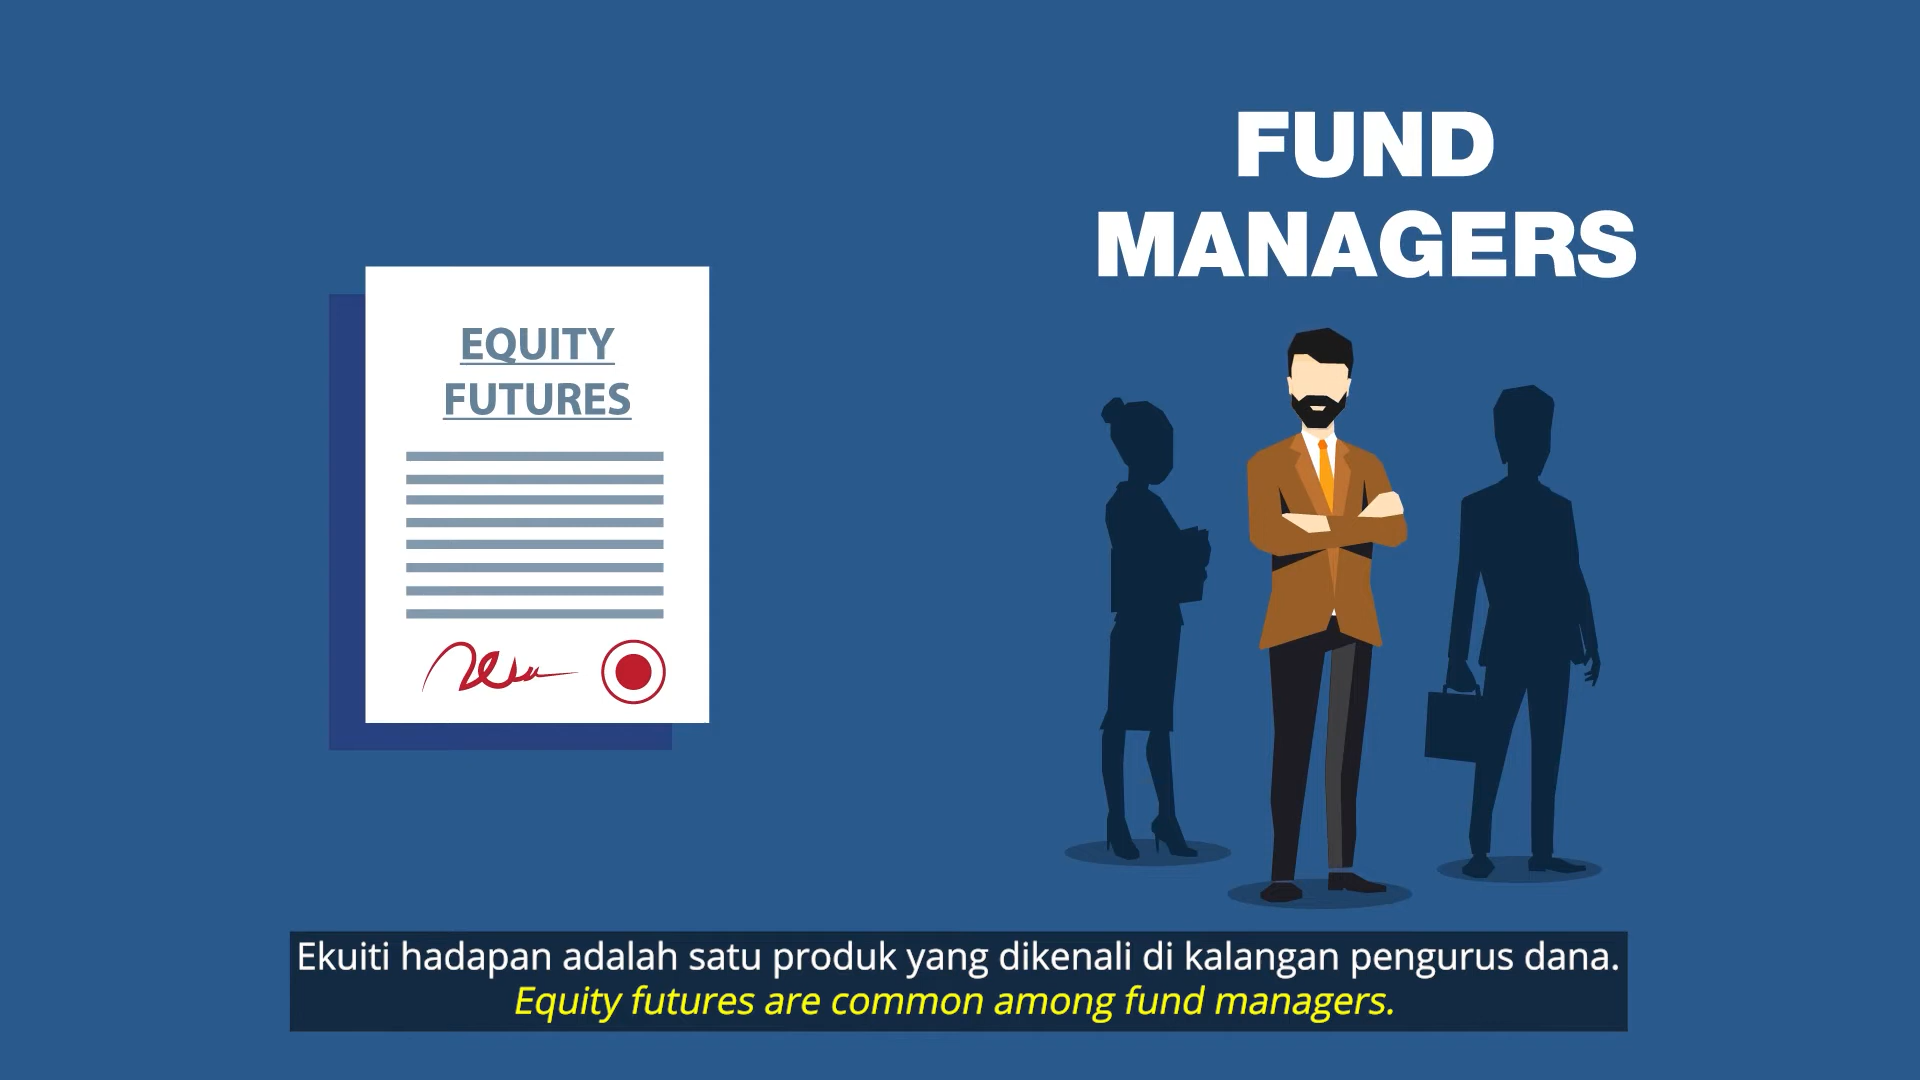 FUND
MANAGERS
EQUITY
FUTURES
Ekuiti hadapan adalah satu produk yang dikenali di kalangan pengurus dana.
Equity futures are common among fund managers.